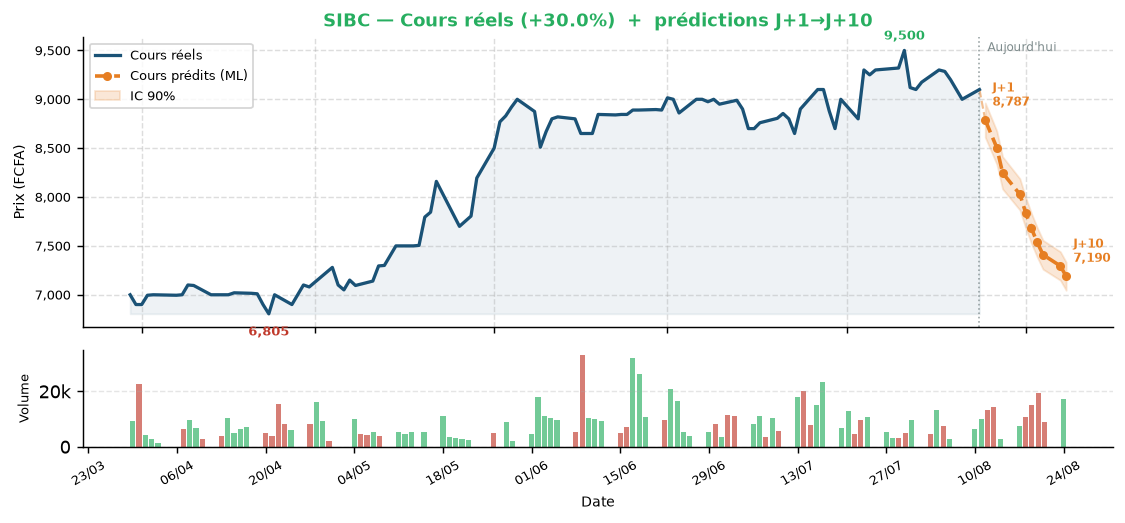 SIBC — Cours réels (+30.0%)  +  prédictions J+1→J+10
9,500
Aujourd'hui
Cours réels
Cours prédits (ML)
IC 90%
J+1
8,787
J+10
7,190
6,805
Prix (FCFA)
9,500
9,000
8,500
8,000
7,500
7,000
Volume
20k
0
23/03
06/04
20/04
04/05
18/05
01/06
15/06
29/06
13/07
27/07
10/08
24/08
Date